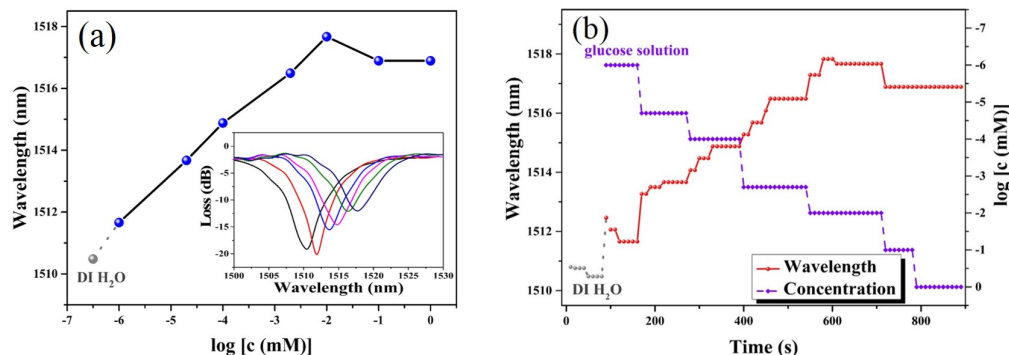 (a)
Wavelength (nm)
1518
1516
1514
1512
1510
DI H2O
-7 -6 -5 -4 -3 -2 -1 0
log [c (mM)]
Loss (dB)
0
-5
-10
-15
-20
1500 1505 1510 1515 1520 1525 1530
Wavelength (nm)
(b)
glucose solution
Wavelength (nm)
1518
1516
1514
1513
1512
1510
DI H2O
Wavelength
Concentration
0 200 400 600 800
Time (s)
-7
-6
-5
-4
-3
-2
-1
0
log [c (mM)]